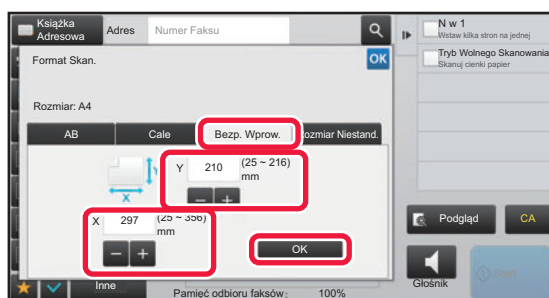 Książka Adresowa
Adres
Numer Faksu
N w 1
Wstaw kilka stron na jednej
Tryb Wolnego Skanowania
Skanuj cienki papier
Format Skan.
OK
Rozmiar: A4
AB
Cale
Bezp. Wprow.
Rozmiar Niestand.
Y
Y
210
(25 ~ 216)
mm
X
X
297
(25 ~ 356)
mm
OK
Podgląd
CA
Głośnik
Start
Inne
Pamięć odbioru faksów:
100%